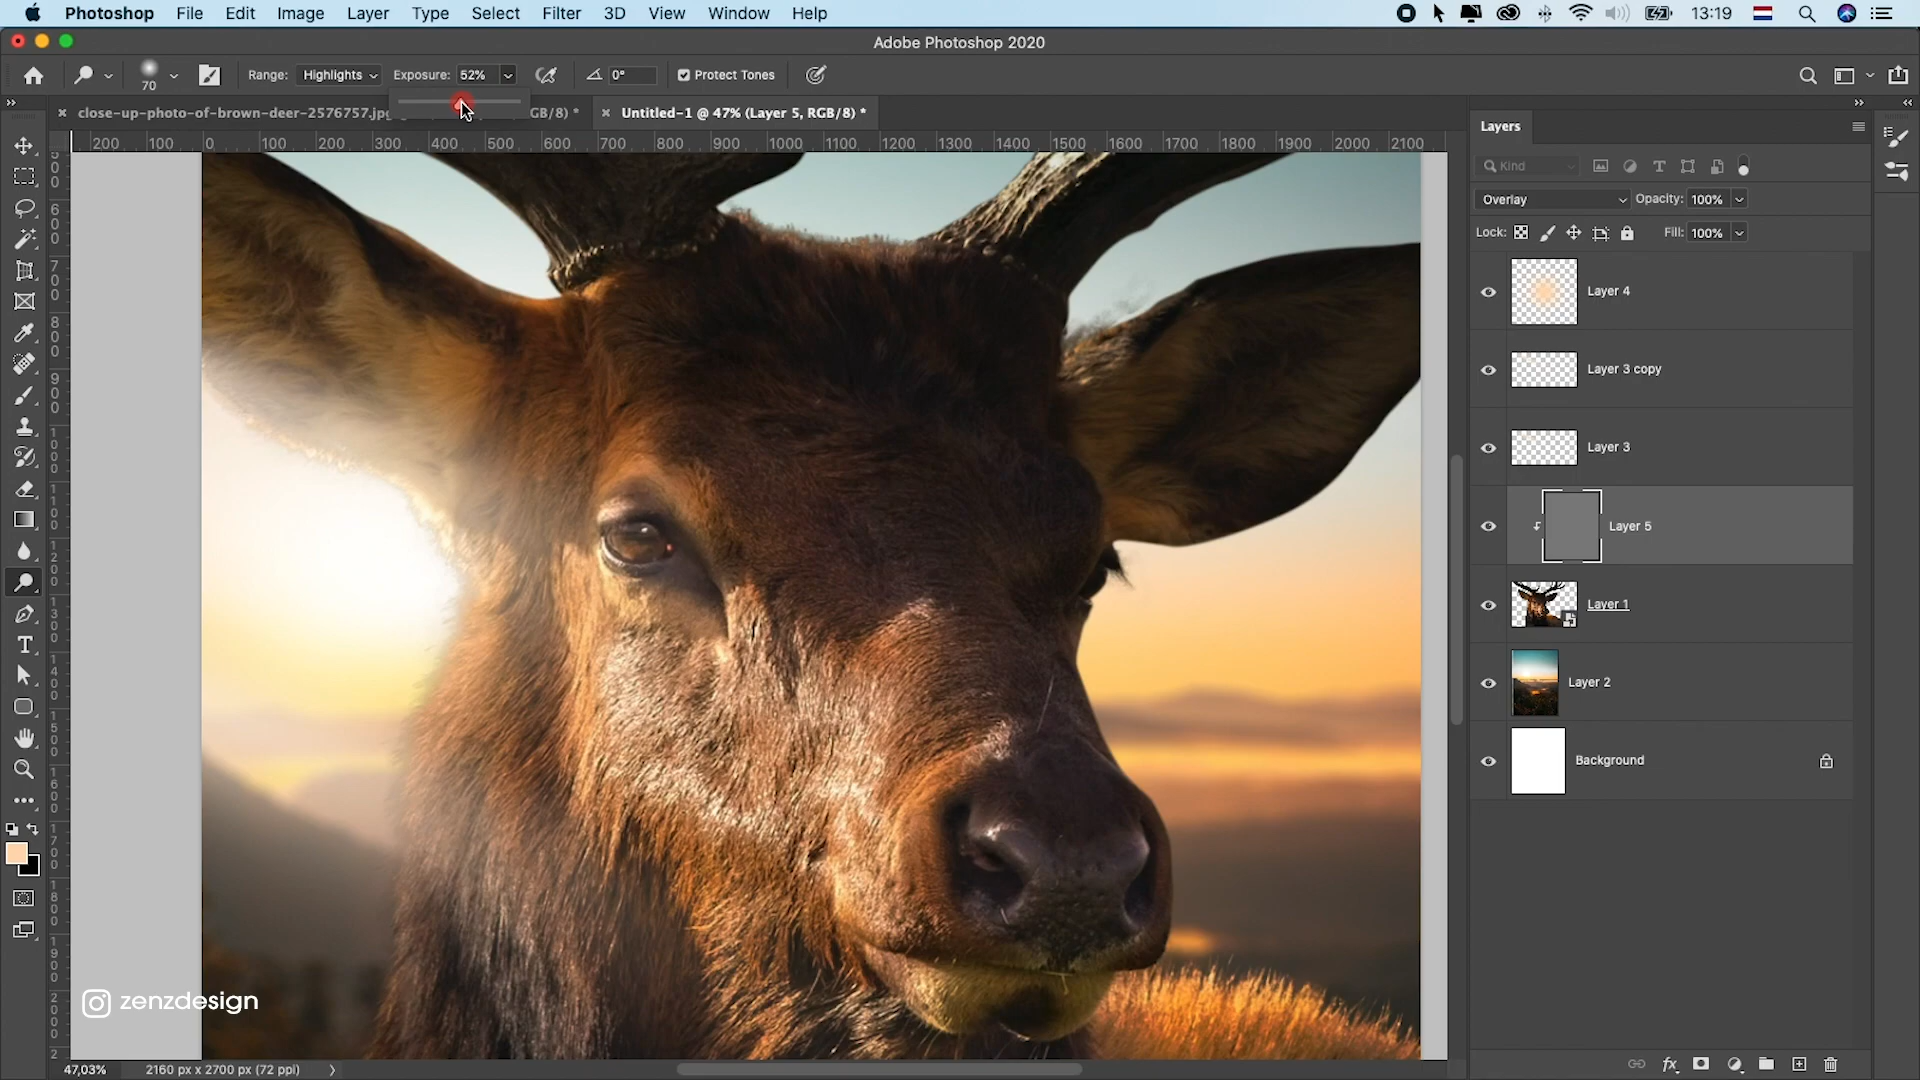 Photoshop File Edit Image Layer Type Select Filter 3D View Window Help 13:19
Adobe Photoshop 2020
70 Range: Highlights Exposure: 52% 0° Protect Tones
close-up-photo-of-brown-deer-2576757.jpg GB/8) * Untitled-1 @ 47% (Layer 5, RGB/8) *
200 100 0 100 200 300 400 500 600 700 800 900 1000 1100 1200 1300 1400 1500 1600 1700 1800 1900 2000 2100
Layers
Kind
Overlay Opacity: 100%
Lock: Fill: 100%
Layer 4
Layer 3 copy
Layer 3
Layer 5
Layer 1
Layer 2
Background
zenzdesign
47,03% 2160 px x 2700 px (72 ppi)